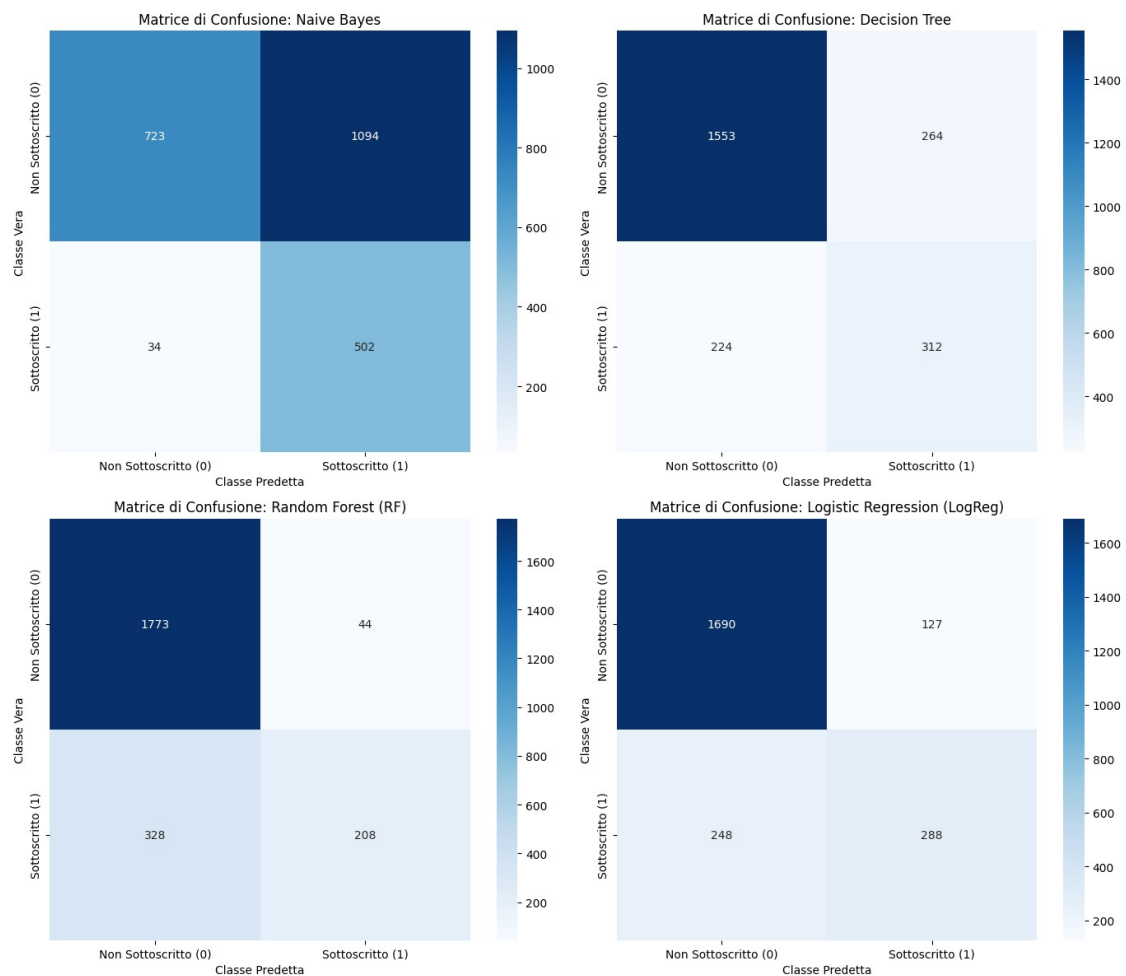 Matrice di Confusione: Naive Bayes
Non Sottoscritto (0)
Sottoscritto (1)
Classe Vera
723
1094
34
502
Non Sottoscritto (0)
Sottoscritto (1)
Classe Predetta
1000
800
600
400
200
Matrice di Confusione: Decision Tree
Non Sottoscritto (0)
Sottoscritto (1)
Classe Vera
1553
264
224
312
Non Sottoscritto (0)
Sottoscritto (1)
Classe Predetta
1400
1200
1000
800
600
400
Matrice di Confusione: Random Forest (RF)
Non Sottoscritto (0)
Sottoscritto (1)
Classe Vera
1773
44
328
208
Non Sottoscritto (0)
Sottoscritto (1)
Classe Predetta
1600
1400
1200
1000
800
600
400
200
Matrice di Confusione: Logistic Regression (LogReg)
Non Sottoscritto (0)
Sottoscritto (1)
Classe Vera
1690
127
248
288
Non Sottoscritto (0)
Sottoscritto (1)
Classe Predetta
1600
1400
1200
1000
800
600
400
200